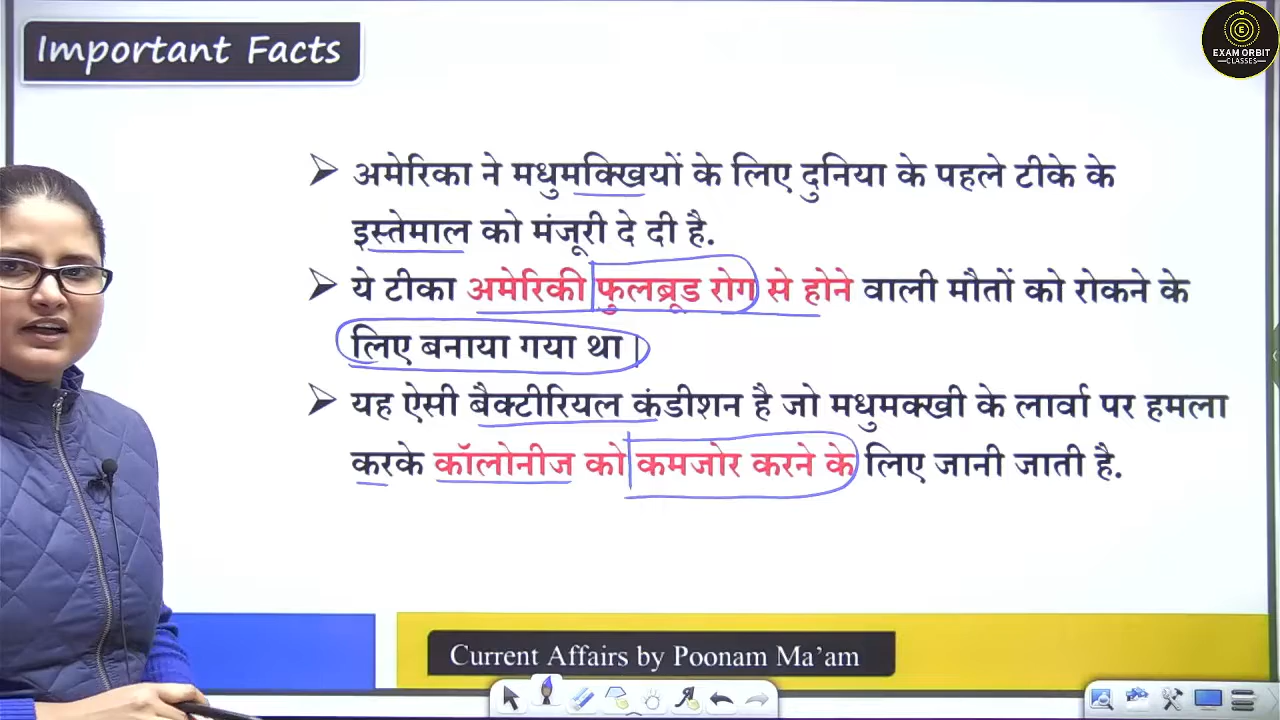 Important Facts
EXAM ORBIT
CLASSES
➢ अमेरिका ने मधुमक्खियों के लिए दुनिया के पहले टीके के
इस्तेमाल को मंजूरी दे दी है.
➢ ये टीका अमेरिकी फुलब्रूड रोग से होने वाली मौतों को रोकने के
लिए बनाया गया था |
➢ यह ऐसी बैक्टीरियल कंडीशन है जो मधुमक्खी के लार्वा पर हमला
करके कॉलोनीज को कमजोर करने के लिए जानी जाती है.
Current Affairs by Poonam Ma'am